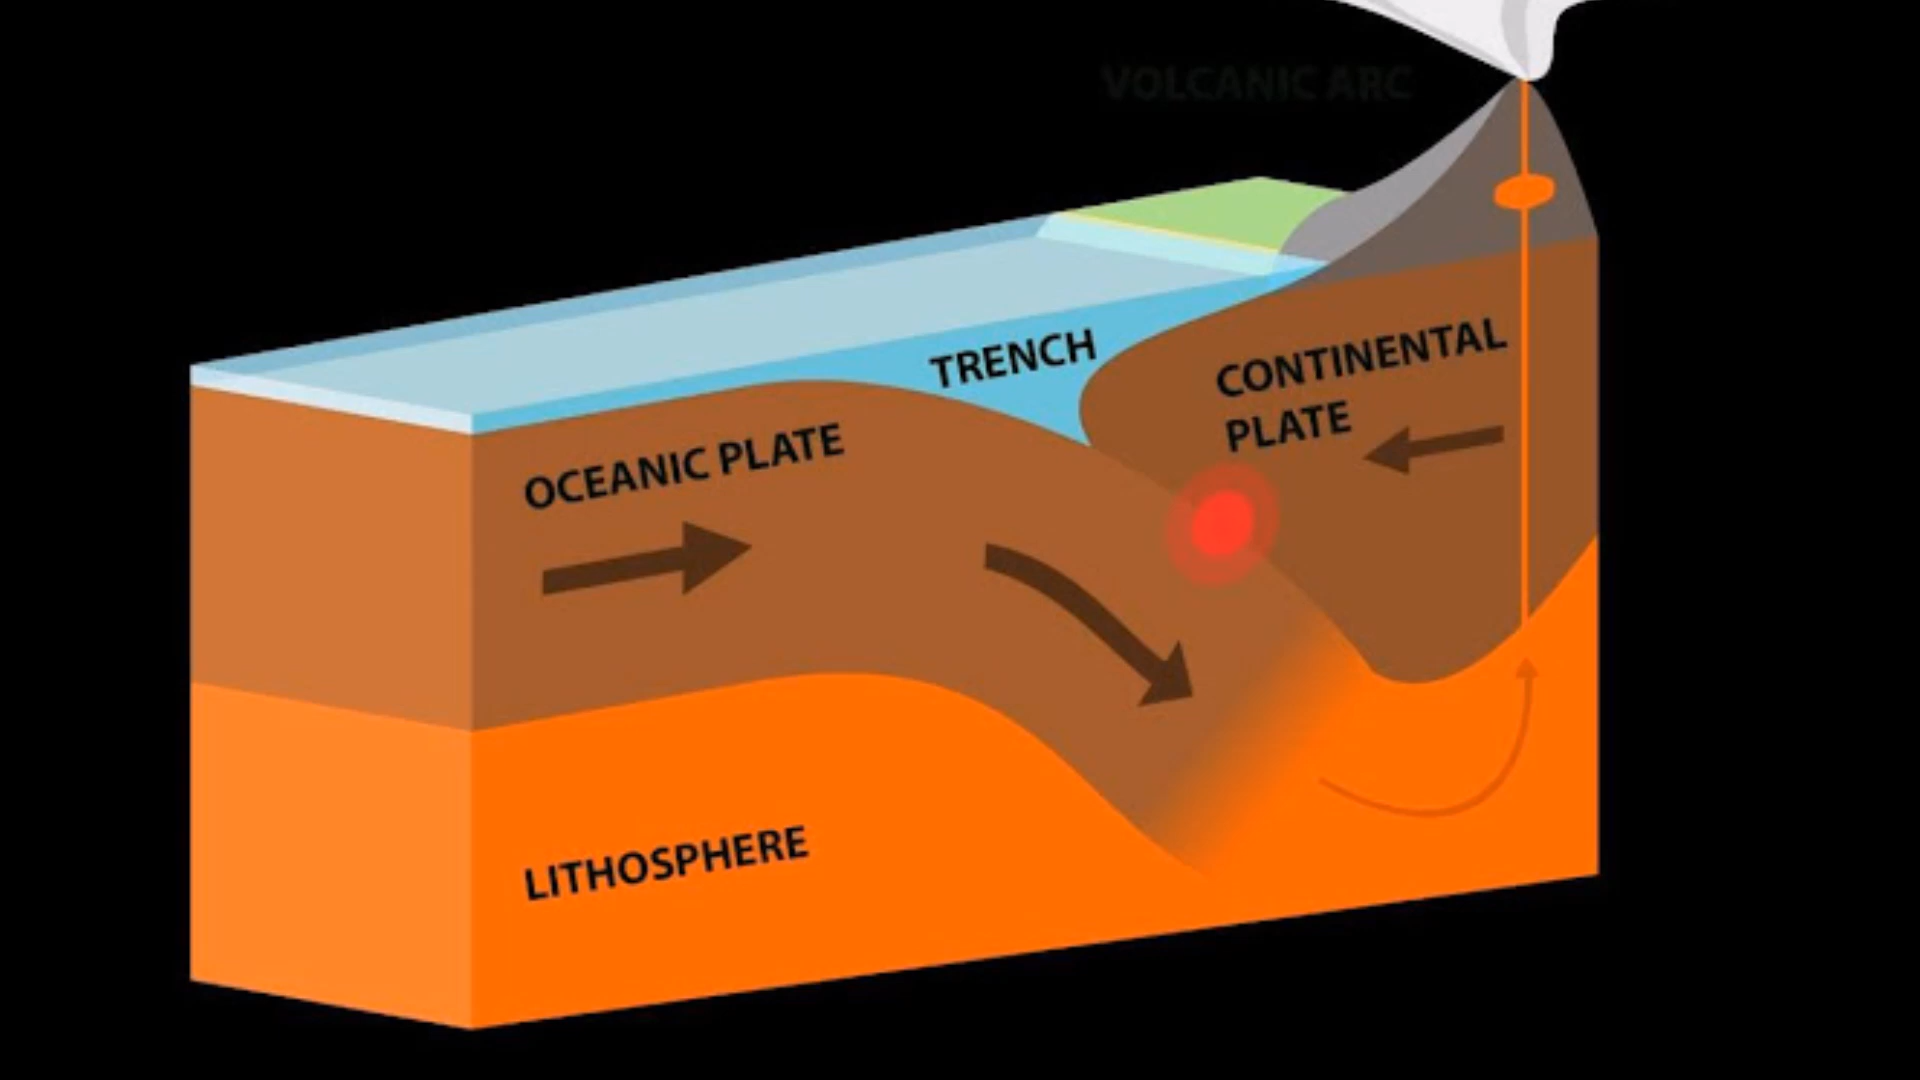 VOLCANIC ARC
TRENCH
CONTINENTAL
PLATE
OCEANIC PLATE
LITHOSPHERE